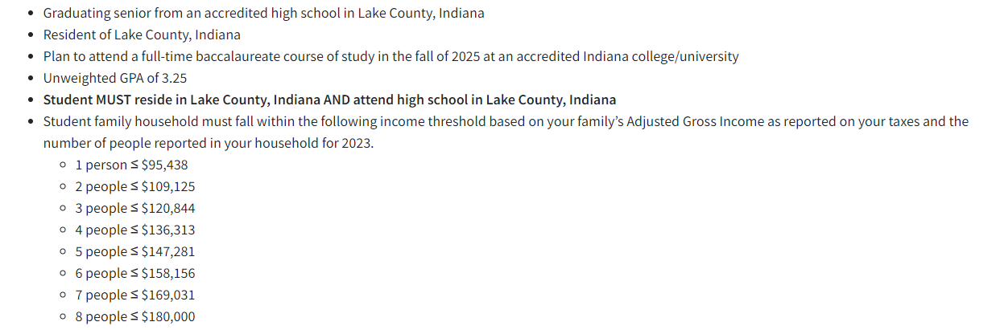 • Graduating senior from an accredited high school in Lake County, Indiana
• Resident of Lake County, Indiana
• Plan to attend a full-time baccalaureate course of study in the fall of 2025 at an accredited Indiana college/university
• Unweighted GPA of 3.25
• Student MUST reside in Lake County, Indiana AND attend high school in Lake County, Indiana
• Student family household must fall within the following income threshold based on your family’s Adjusted Gross Income as reported on your taxes and the
number of people reported in your household for 2023.
◦ 1 person ≤ $95,438
◦ 2 people ≤ $109,125
◦ 3 people ≤ $120,844
◦ 4 people ≤ $136,313
◦ 5 people ≤ $147,281
◦ 6 people ≤ $158,156
◦ 7 people ≤ $169,031
◦ 8 people ≤ $180,000